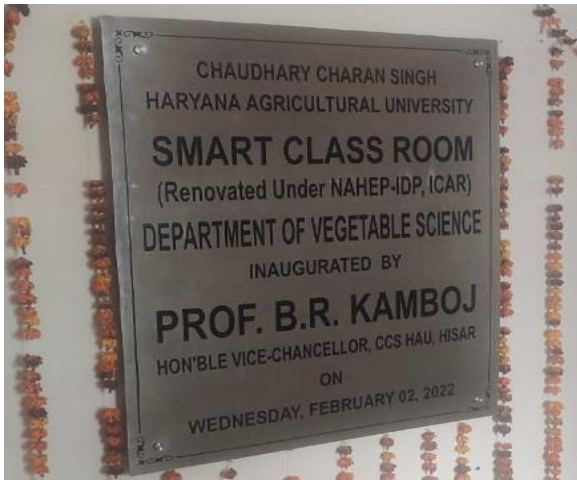 CHAUDHARY CHARAN SINGH
HARYANA AGRICULTURAL UNIVERSITY
SMART CLASS ROOM
(Renovated Under NAHEP-IDP, ICAR)
DEPARTMENT OF VEGETABLE SCIENCE
INAUGURATED BY
PROF. B.R. KAMBOJ
HON'BLE VICE-CHANCELLOR, CCS HAU, HISAR
ON
WEDNESDAY, FEBRUARY 02, 2022